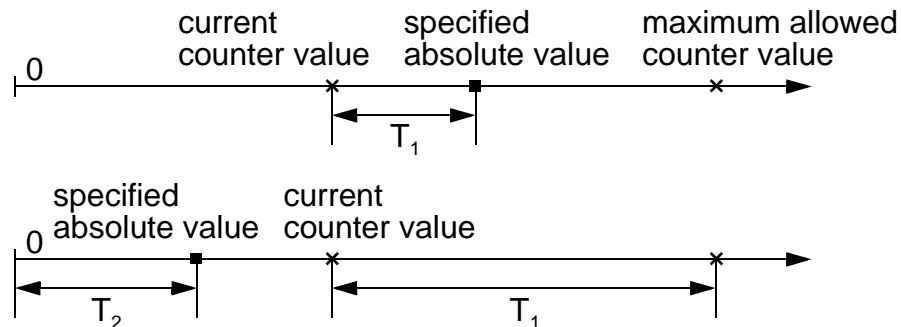 current specified maximum allowed
counter value absolute value counter value
0
T1
specified current
absolute value counter value
0
T2 T1